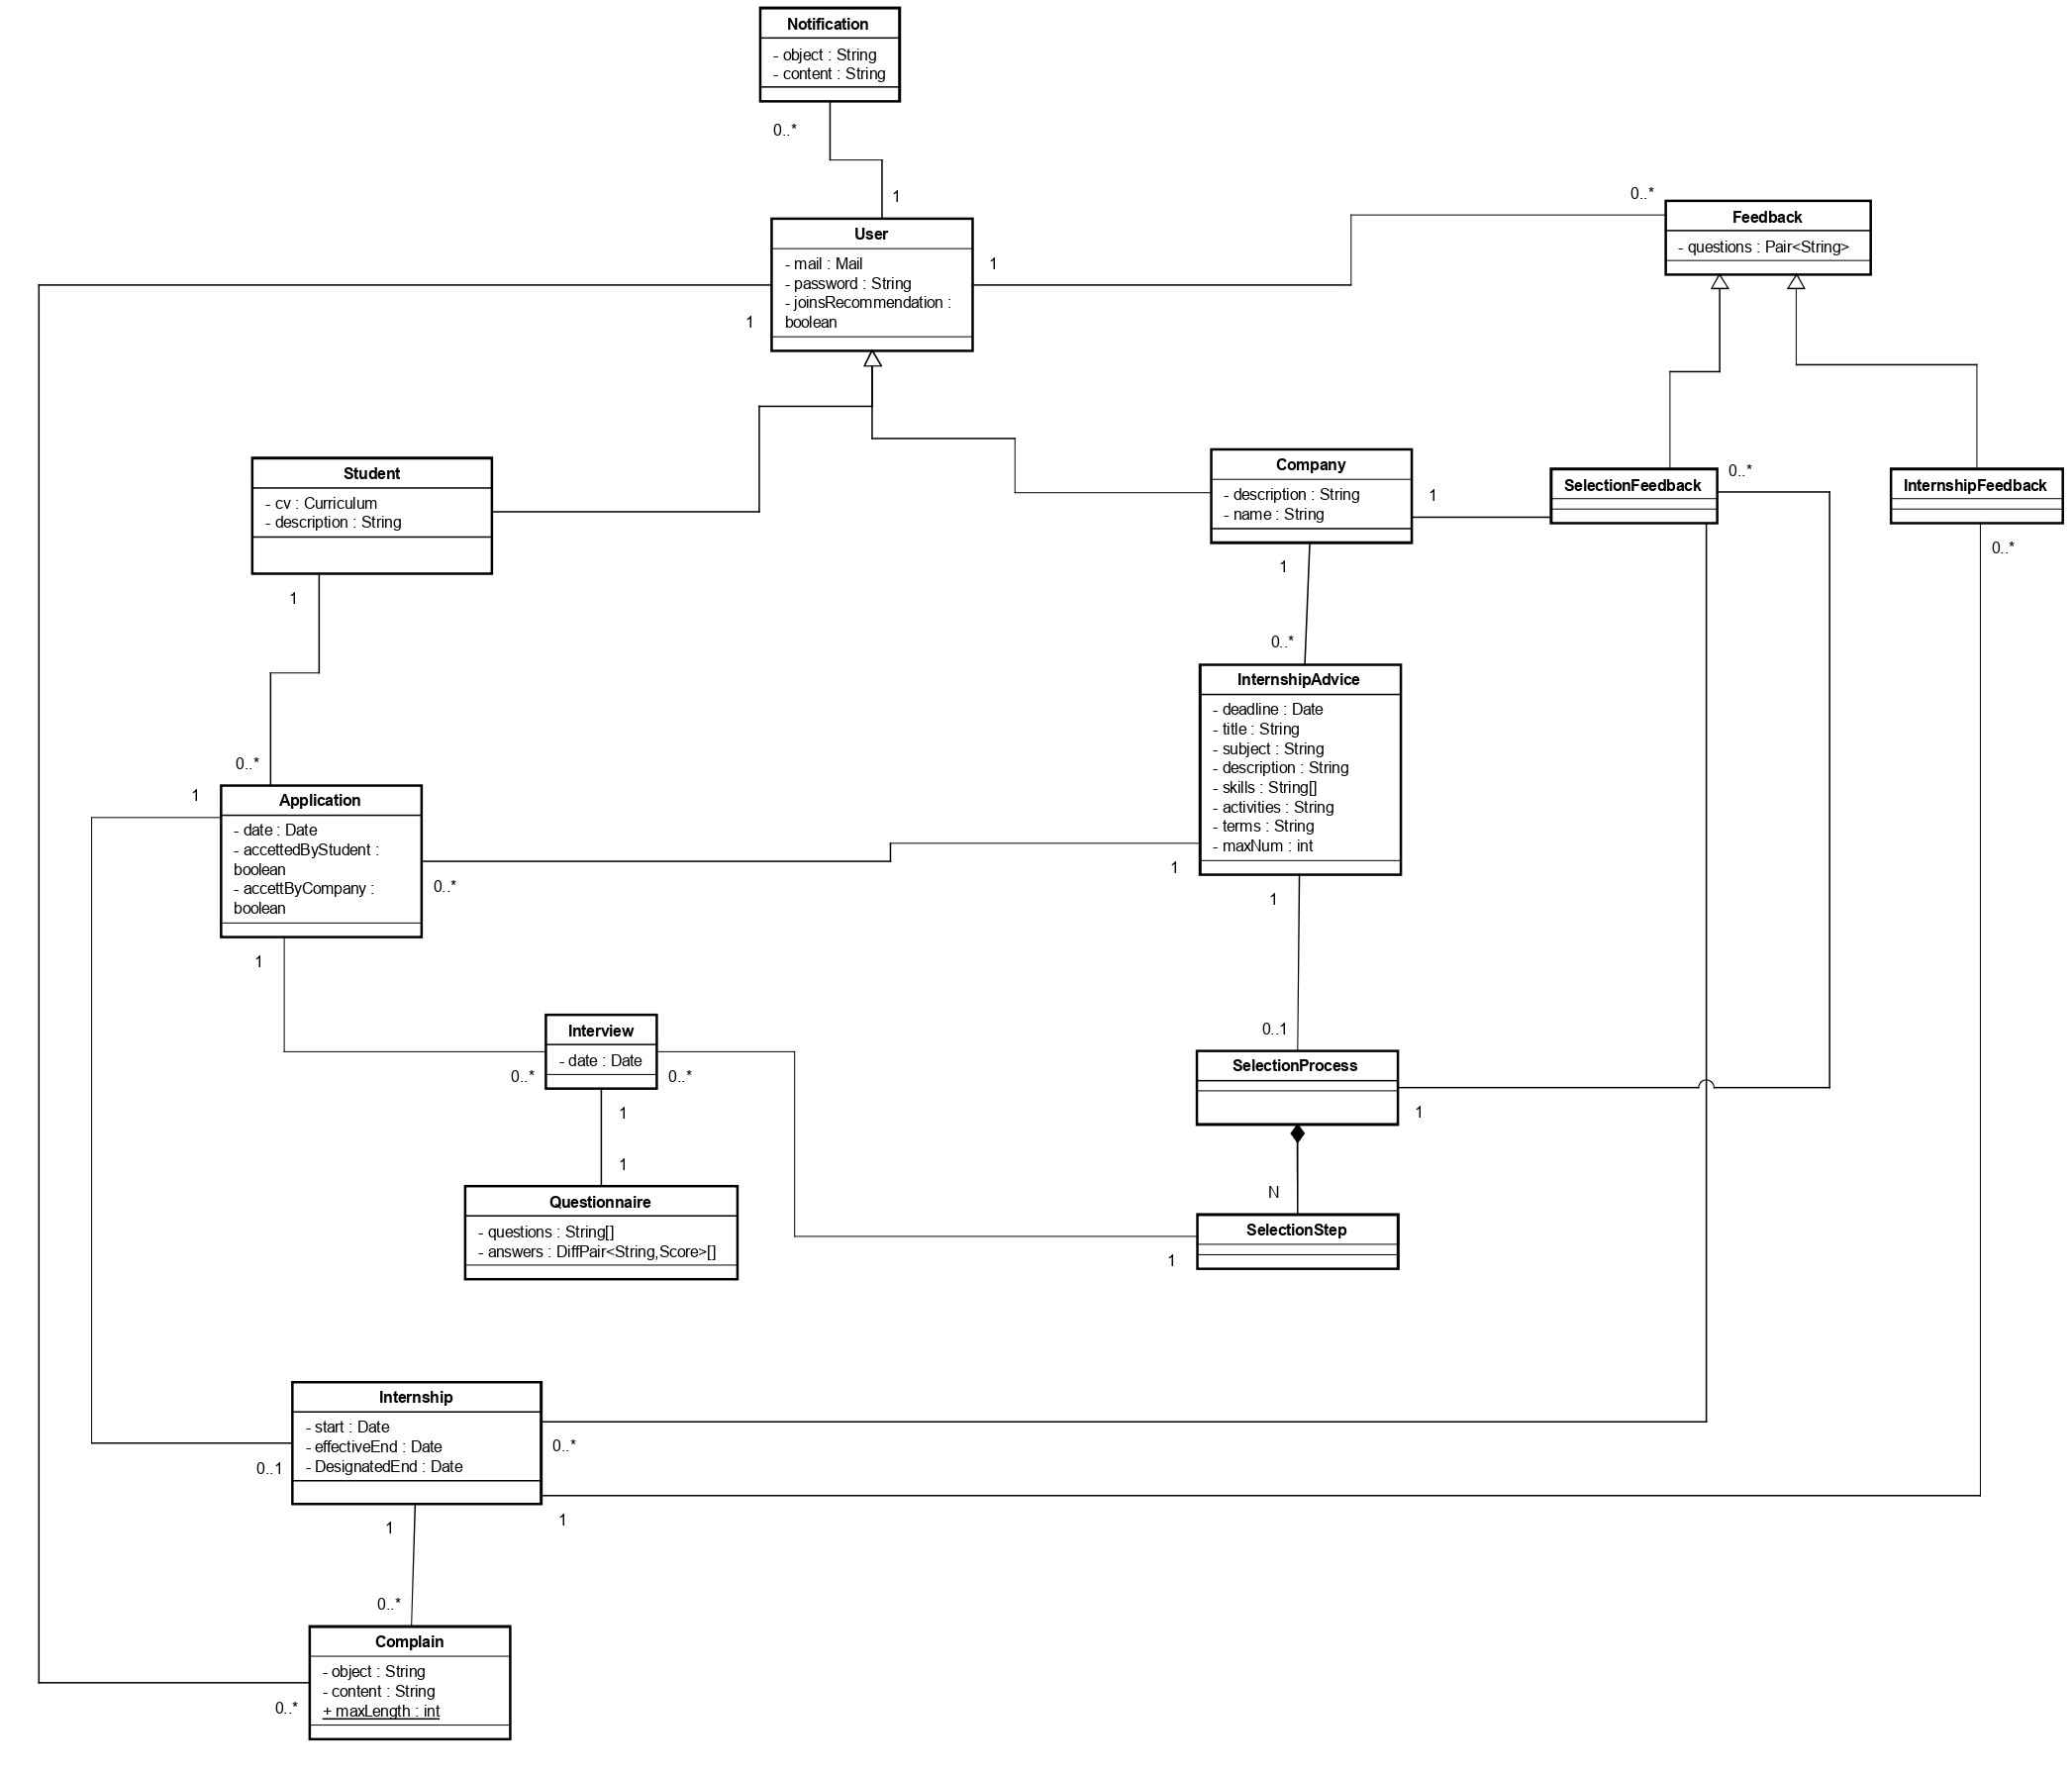 Notification
- object : String
- content : String
0..*
1
User
- mail : Mail
- password : String
- joinsRecommendation :
boolean
1
1
0..*
Feedback
- questions : Pair<String>
Student
- cv : Curriculum
- description : String
1
Company
- description : String
- name : String
1
1
SelectionFeedback
0..*
InternshipFeedback
0..*
0..*
InternshipAdvice
- deadline : Date
- title : String
- subject : String
- description : String
- skills : String[]
- activities : String
- terms : String
- maxNum : int
1
1
0..*
1
Application
- date : Date
- accettedByStudent :
boolean
- accettByCompany :
boolean
0..*
1
Interview
- date : Date
0..*
0..*
1
1
Questionnaire
- questions : String[]
- answers : DiffPair<String,Score>[]
0..1
SelectionProcess
1
N
SelectionStep
1
Internship
- start : Date
- effectiveEnd : Date
- DesignatedEnd : Date
0..1
0..*
1
1
0..*
Complain
- object : String
- content : String
+ maxLength : int
0..*